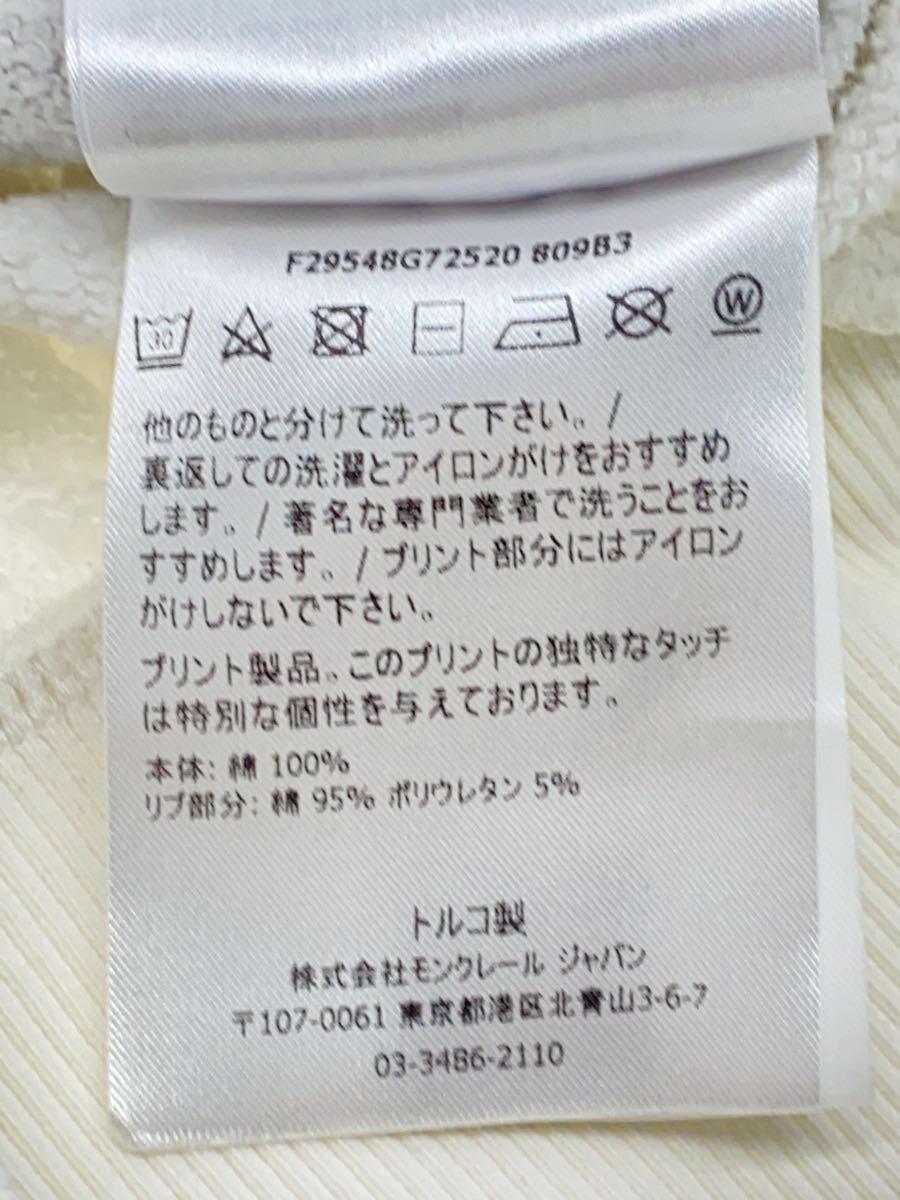 F29548G72520 809B3
30
W
他のものと分けて洗って下さい。/
裏返しての洗濯とアイロンがけをおすすめ
します。/ 著名な専門業者で洗うことをお
すすめします。/ プリント部分にはアイロン
がけしないで下さい。
プリント製品。このプリントの独特なタッチ
は特別な個性を与えております。
本体: 綿 100%
リブ部分: 綿 95% ポリウレタン 5%
トルコ製
株式会社モンクレール ジャパン
〒107-0061 東京都港区北青山3-6-7
03-3486-2110